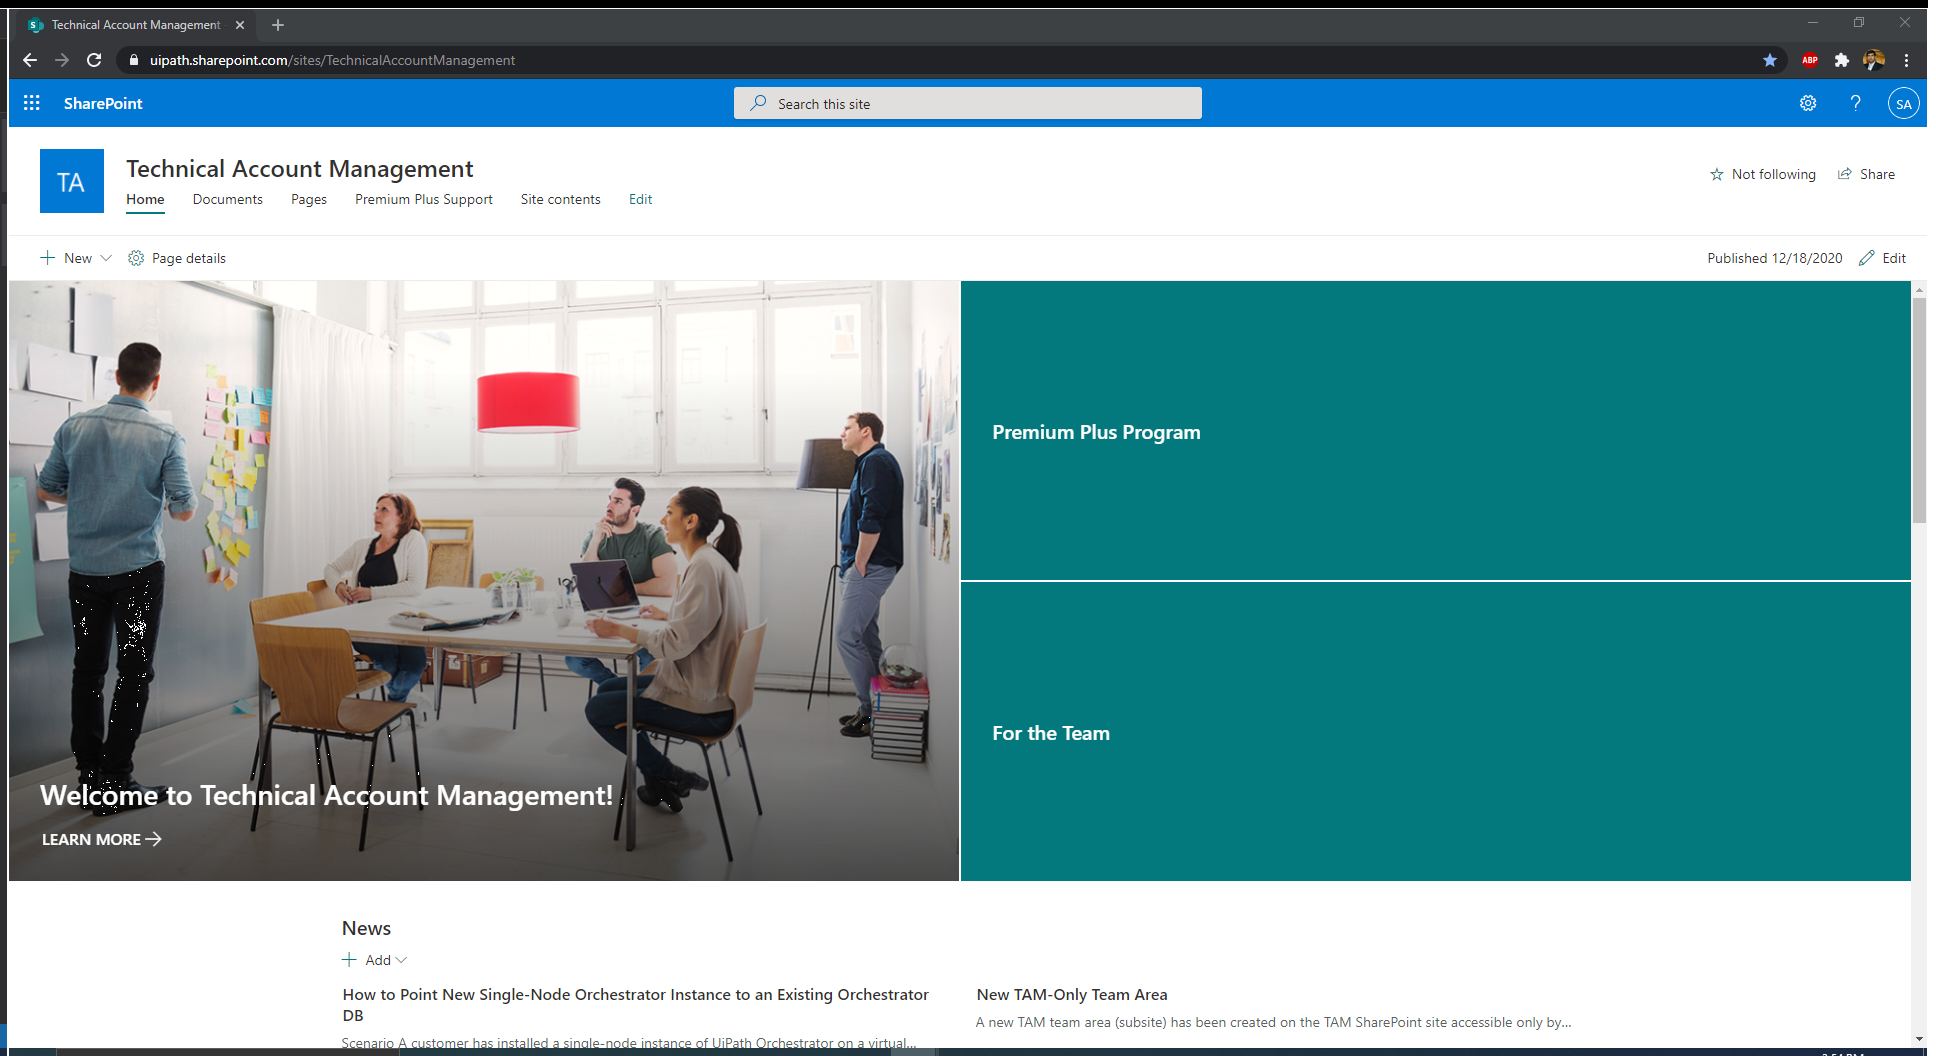 Technical Account Management
uipath.sharepoint.com/sites/TechnicalAccountManagement
ABP
SharePoint
Search this site
?
SA
TA
Technical Account Management
Home Documents Pages Premium Plus Support Site contents Edit
Not following Share
New Page details
Published 12/18/2020 Edit
Premium Plus Program
For the Team
Welcome to Technical Account Management!
LEARN MORE
News
Add
How to Point New Single-Node Orchestrator Instance to an Existing Orchestrator
DB
Scenario A customer has installed a single-node instance of UiPath Orchestrator on a virtual...
New TAM-Only Team Area
A new TAM team area (subsite) has been created on the TAM SharePoint site accessible only by...